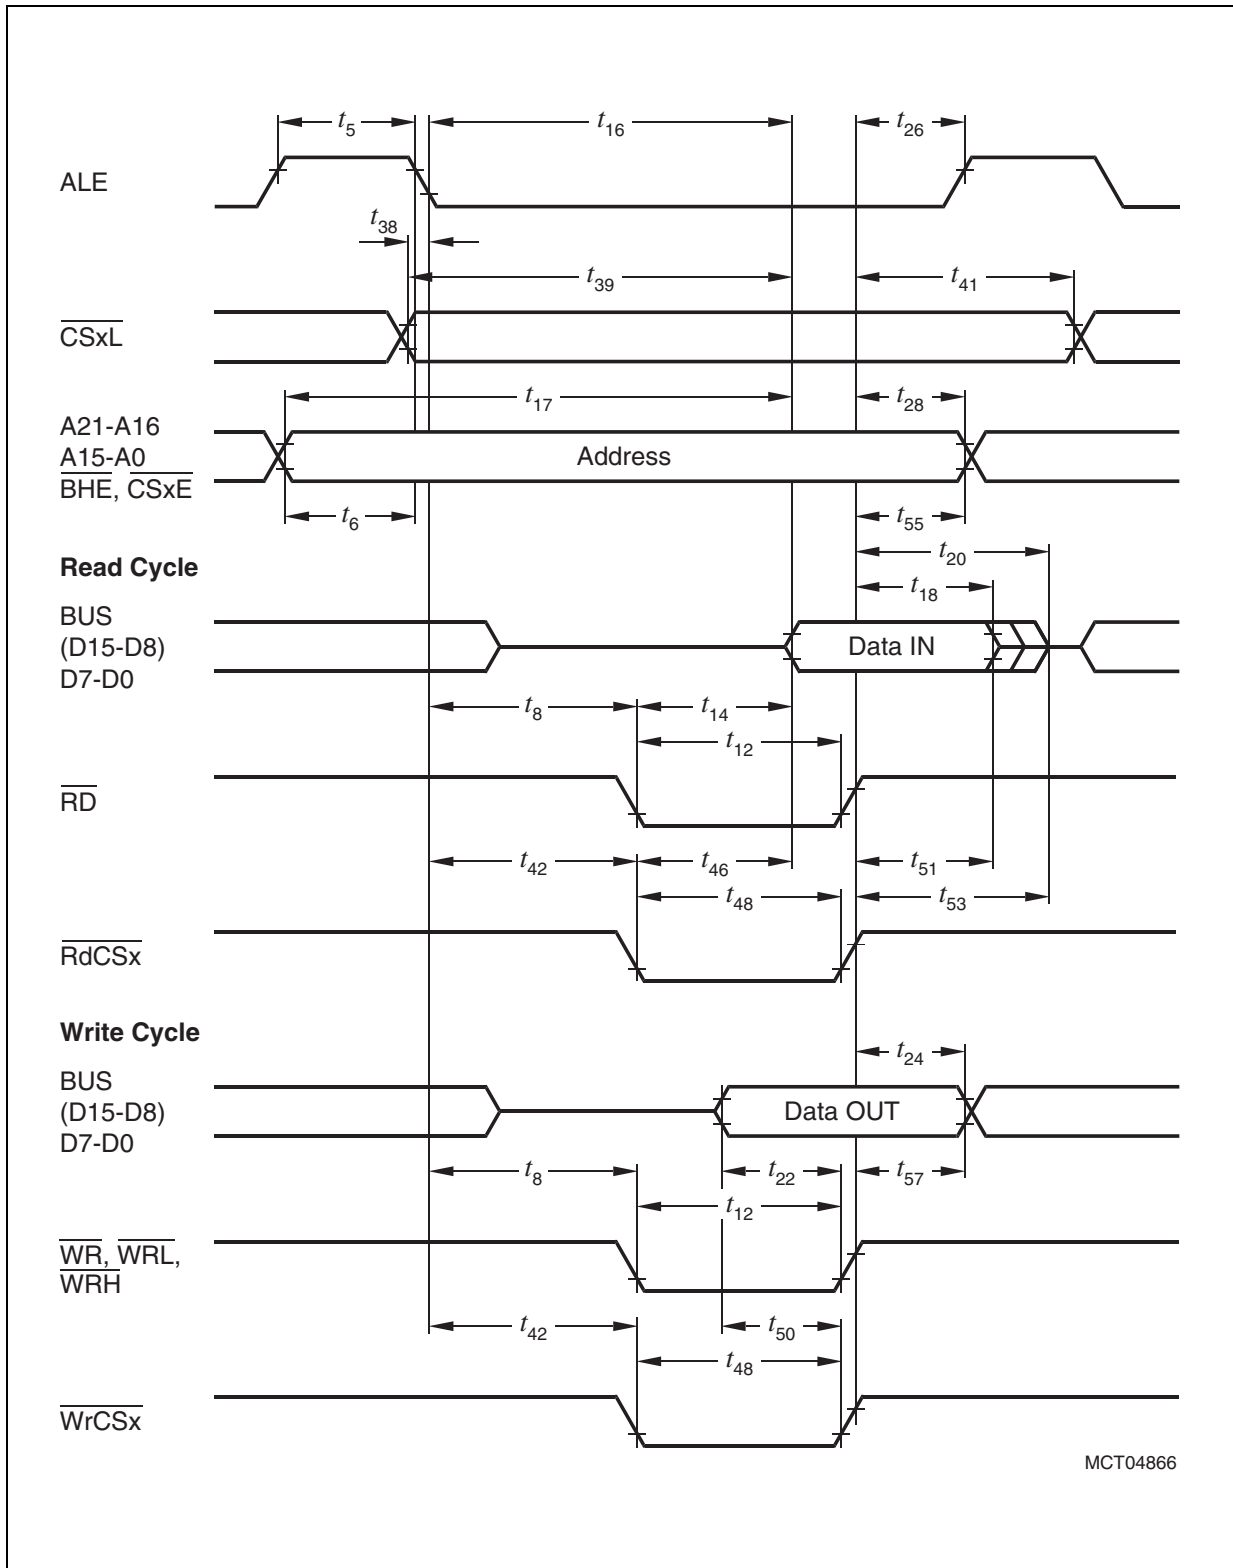 t5 t16 t26
ALE
t38
t39 t41
CSxL
t17 t28
A21-A16
A15-A0 Address
BHE, CSxE
t6 t55
t20
Read Cycle
t18
BUS
(D15-D8) Data IN
D7-D0
t8 t14
t12
RD
t42 t46 t51
t48 t53
RdCSx
Write Cycle
t24
BUS
(D15-D8) Data OUT
D7-D0
t8 t22 t57
t12
WR, WRL,
WRH
t42 t50
t48
WrCSx
MCT04866